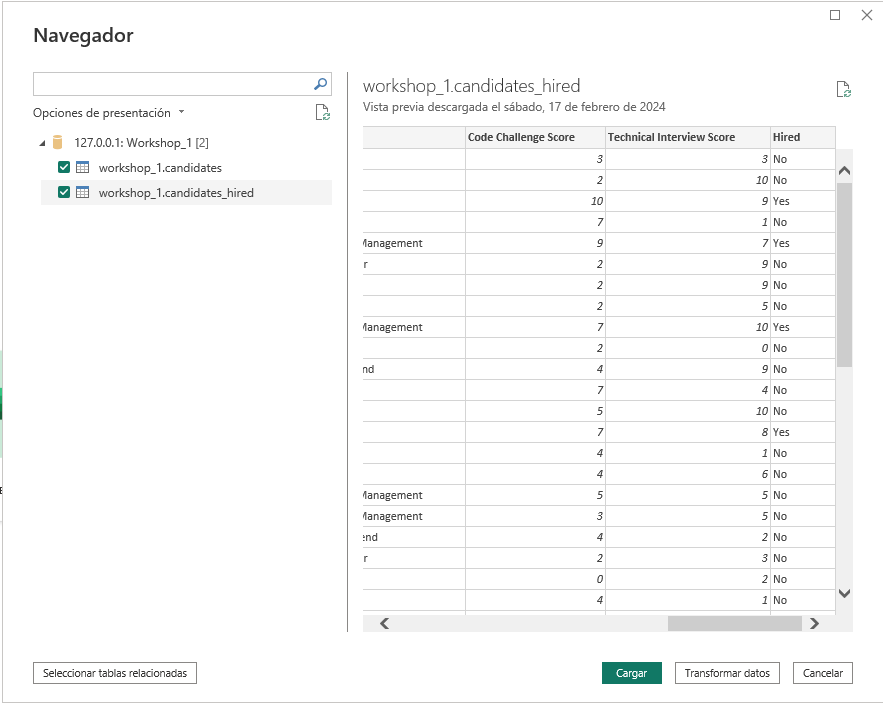 Navegador
Opciones de presentación
127.0.0.1: Workshop_1 [2]
workshop_1.candidates
workshop_1.candidates_hired
workshop_1.candidates_hired
Vista previa descargada el sábado, 17 de febrero de 2024
Code Challenge Score Technical Interview Score Hired
3 3 No
2 10 No
10 9 Yes
7 1 No
Management 9 7 Yes
r 2 9 No
2 9 No
2 5 No
Management 7 10 Yes
2 0 No
nd 4 9 No
7 4 No
5 10 No
7 8 Yes
4 1 No
4 6 No
Management 5 5 No
Management 3 5 No
end 4 2 No
r 2 3 No
0 2 No
4 1 No
Seleccionar tablas relacionadas
Cargar Transformar datos Cancelar